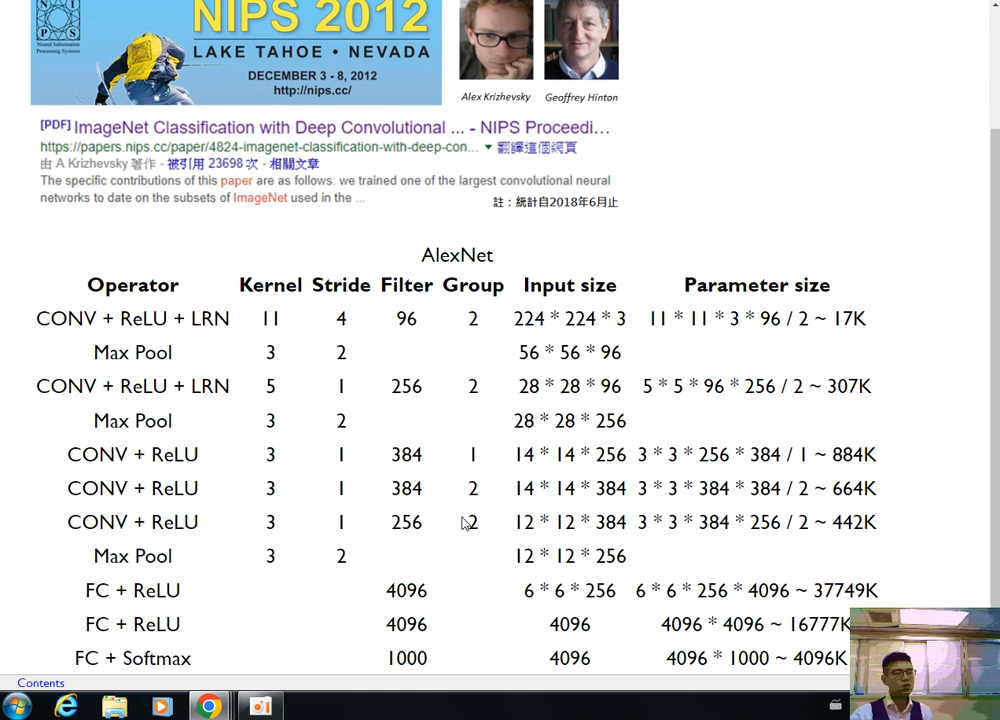 NIPS
Neural Information
Processing Systems
NIPS 2012
LAKE TAHOE • NEVADA
DECEMBER 3 - 8, 2012
http://nips.cc/
Alex Krizhevsky Geoffrey Hinton
[PDF] ImageNet Classification with Deep Convolutional ... - NIPS Proceedi...
https://papers.nips.cc/paper/4824-imagenet-classification-with-deep-con... ▼ 翻譯這個網頁
由 A Krizhevsky 著作 - 被引用 23698 次 - 相關文章
The specific contributions of this paper are as follows: we trained one of the largest convolutional neural
networks to date on the subsets of ImageNet used in the ...
註：統計自2018年6月止
AlexNet
Operator Kernel Stride Filter Group Input size Parameter size
CONV + ReLU + LRN 11 4 96 2 224 * 224 * 3 11 * 11 * 3 * 96 / 2 ~ 17K
Max Pool 3 2 56 * 56 * 96
CONV + ReLU + LRN 5 1 256 2 28 * 28 * 96 5 * 5 * 96 * 256 / 2 ~ 307K
Max Pool 3 2 28 * 28 * 256
CONV + ReLU 3 1 384 1 14 * 14 * 256 3 * 3 * 256 * 384 / 1 ~ 884K
CONV + ReLU 3 1 384 2 14 * 14 * 384 3 * 3 * 384 * 384 / 2 ~ 664K
CONV + ReLU 3 1 256 2 12 * 12 * 384 3 * 3 * 384 * 256 / 2 ~ 442K
Max Pool 3 2 12 * 12 * 256
FC + ReLU 4096 6 * 6 * 256 6 * 6 * 256 * 4096 ~ 37749K
FC + ReLU 4096 4096 4096 * 4096 ~ 16777K
FC + Softmax 1000 4096 4096 * 1000 ~ 4096K
Contents